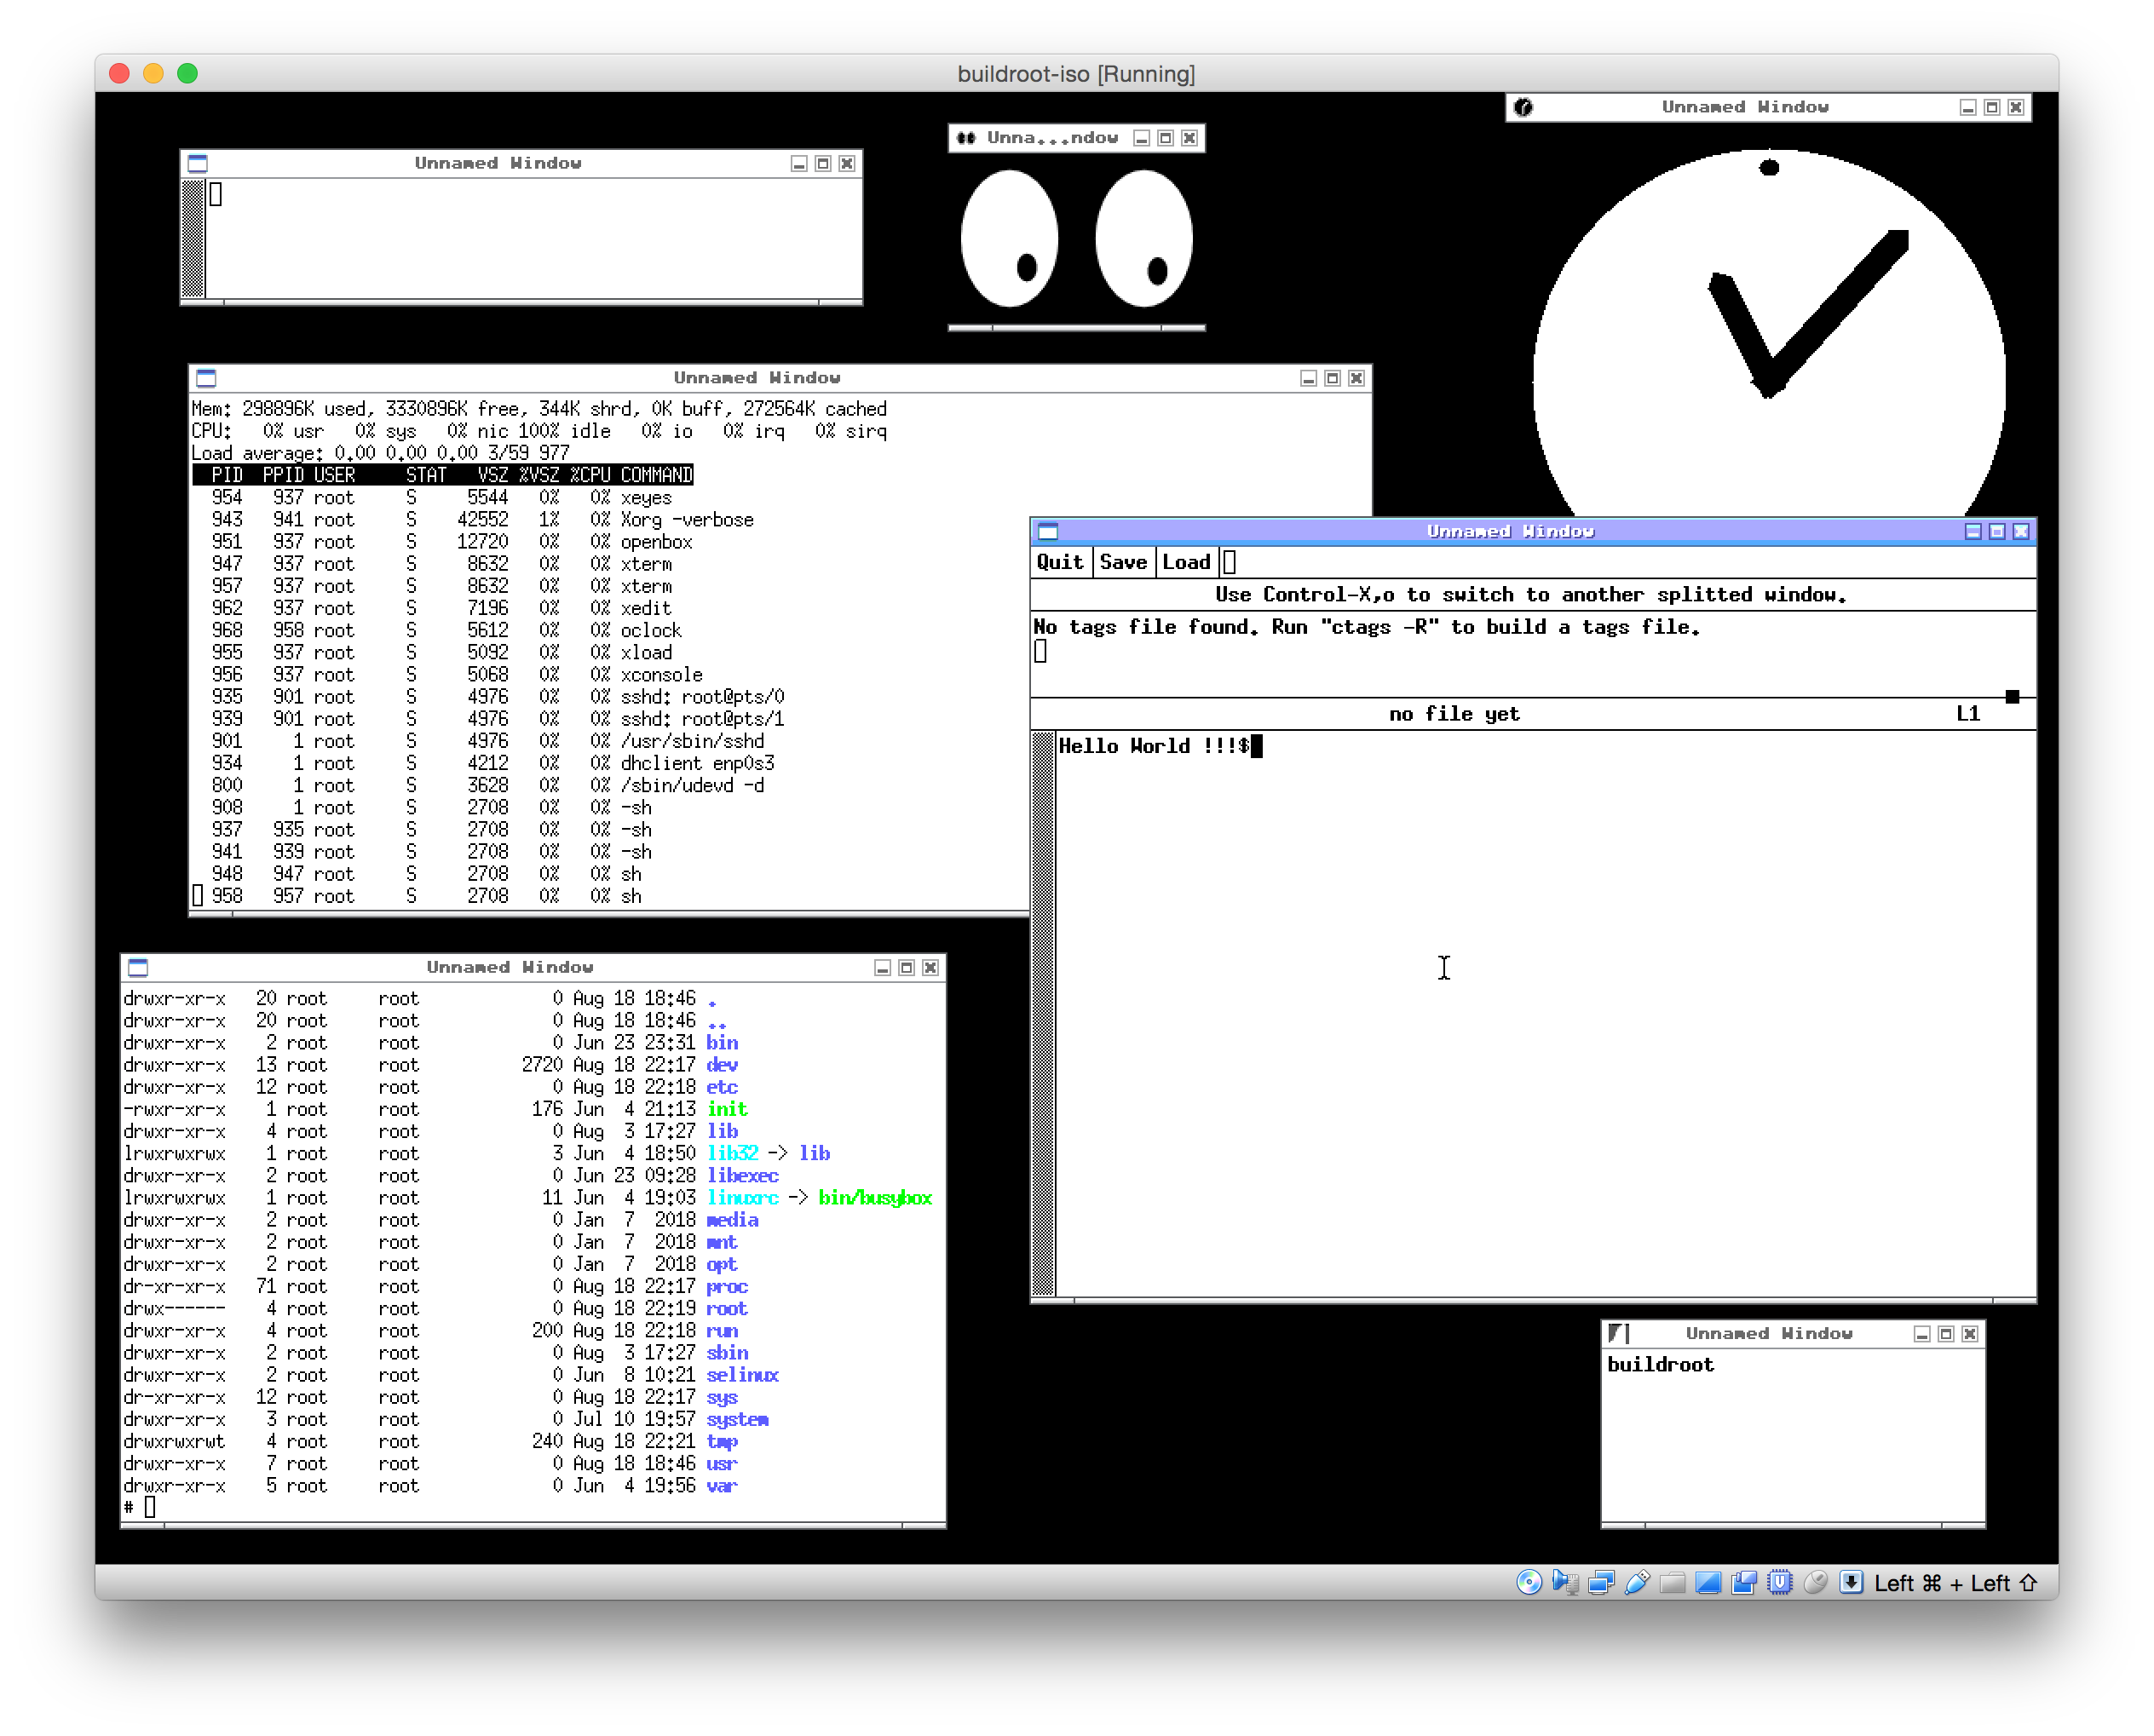 buildroot-iso [Running]
Unnamed Window
Unna...ndow
Unnamed Window
Unnamed Window
Mem: 298896K used, 3330896K free, 344K shrd, 0K buff, 272564K cached
CPU:   0% usr   0% sys   0% nic 100% idle   0% io   0% irq   0% sirq
Load average: 0.00 0.00 0.00 3/59 977
PID  PPID USER     STAT   VSZ %VSZ %CPU COMMAND
954   937 root     S     5544   0%   0% xeyes
943   941 root     S    42552   1%   0% Xorg -verbose
951   937 root     S    12720   0%   0% openbox
947   937 root     S     8632   0%   0% xterm
957   937 root     S     8632   0%   0% xterm
962   937 root     S     7196   0%   0% xedit
968   958 root     S     5612   0%   0% oclock
955   937 root     S     5092   0%   0% xload
956   937 root     S     5068   0%   0% xconsole
935   901 root     S     4976   0%   0% sshd: root@pts/0
939   901 root     S     4976   0%   0% sshd: root@pts/1
901     1 root     S     4976   0%   0% /usr/sbin/sshd
934     1 root     S     4212   0%   0% dhclient enp0s3
800     1 root     S     3628   0%   0% /sbin/udevd -d
908     1 root     S     2708   0%   0% -sh
937   935 root     S     2708   0%   0% -sh
941   939 root     S     2708   0%   0% -sh
948   947 root     S     2708   0%   0% sh
958   957 root     S     2708   0%   0% sh
Unnamed Window
Quit Save Load
Use Control-X,o to switch to another splitted window.
No tags file found. Run "ctags -R" to build a tags file.
no file yet L1
Hello World !!!$
Unnamed Window
drwxr-xr-x   20 root     root             0 Aug 18 18:46 .
drwxr-xr-x   20 root     root             0 Aug 18 18:46 ..
drwxr-xr-x    2 root     root             0 Jun 23 23:31 bin
drwxr-xr-x   13 root     root          2720 Aug 18 22:17 dev
drwxr-xr-x   12 root     root             0 Aug 18 22:18 etc
-rwxr-xr-x    1 root     root           176 Jun  4 21:13 init
drwxr-xr-x    4 root     root             0 Aug  3 17:27 lib
lrwxrwxrwx    1 root     root             3 Jun  4 18:50 lib32 -> lib
drwxr-xr-x    2 root     root             0 Jun 23 09:28 libexec
lrwxrwxrwx    1 root     root            11 Jun  4 19:03 linuxrc -> bin/busybox
drwxr-xr-x    2 root     root             0 Jan  7  2018 media
drwxr-xr-x    2 root     root             0 Jan  7  2018 mnt
drwxr-xr-x    2 root     root             0 Jan  7  2018 opt
dr-xr-xr-x   71 root     root             0 Aug 18 22:17 proc
drwx------    4 root     root             0 Aug 18 22:19 root
drwxr-xr-x    4 root     root           200 Aug 18 22:18 run
drwxr-xr-x    2 root     root             0 Aug  3 17:27 sbin
drwxr-xr-x    2 root     root             0 Jun  8 10:21 selinux
dr-xr-xr-x   12 root     root             0 Aug 18 22:17 sys
drwxr-xr-x    3 root     root             0 Jul 10 19:57 system
drwxrwxrwt    4 root     root           240 Aug 18 22:21 tmp
drwxr-xr-x    7 root     root             0 Aug 18 18:46 usr
drwxr-xr-x    5 root     root             0 Jun  4 19:56 var
#
Unnamed Window
buildroot
Left ⌘ + Left ⇧